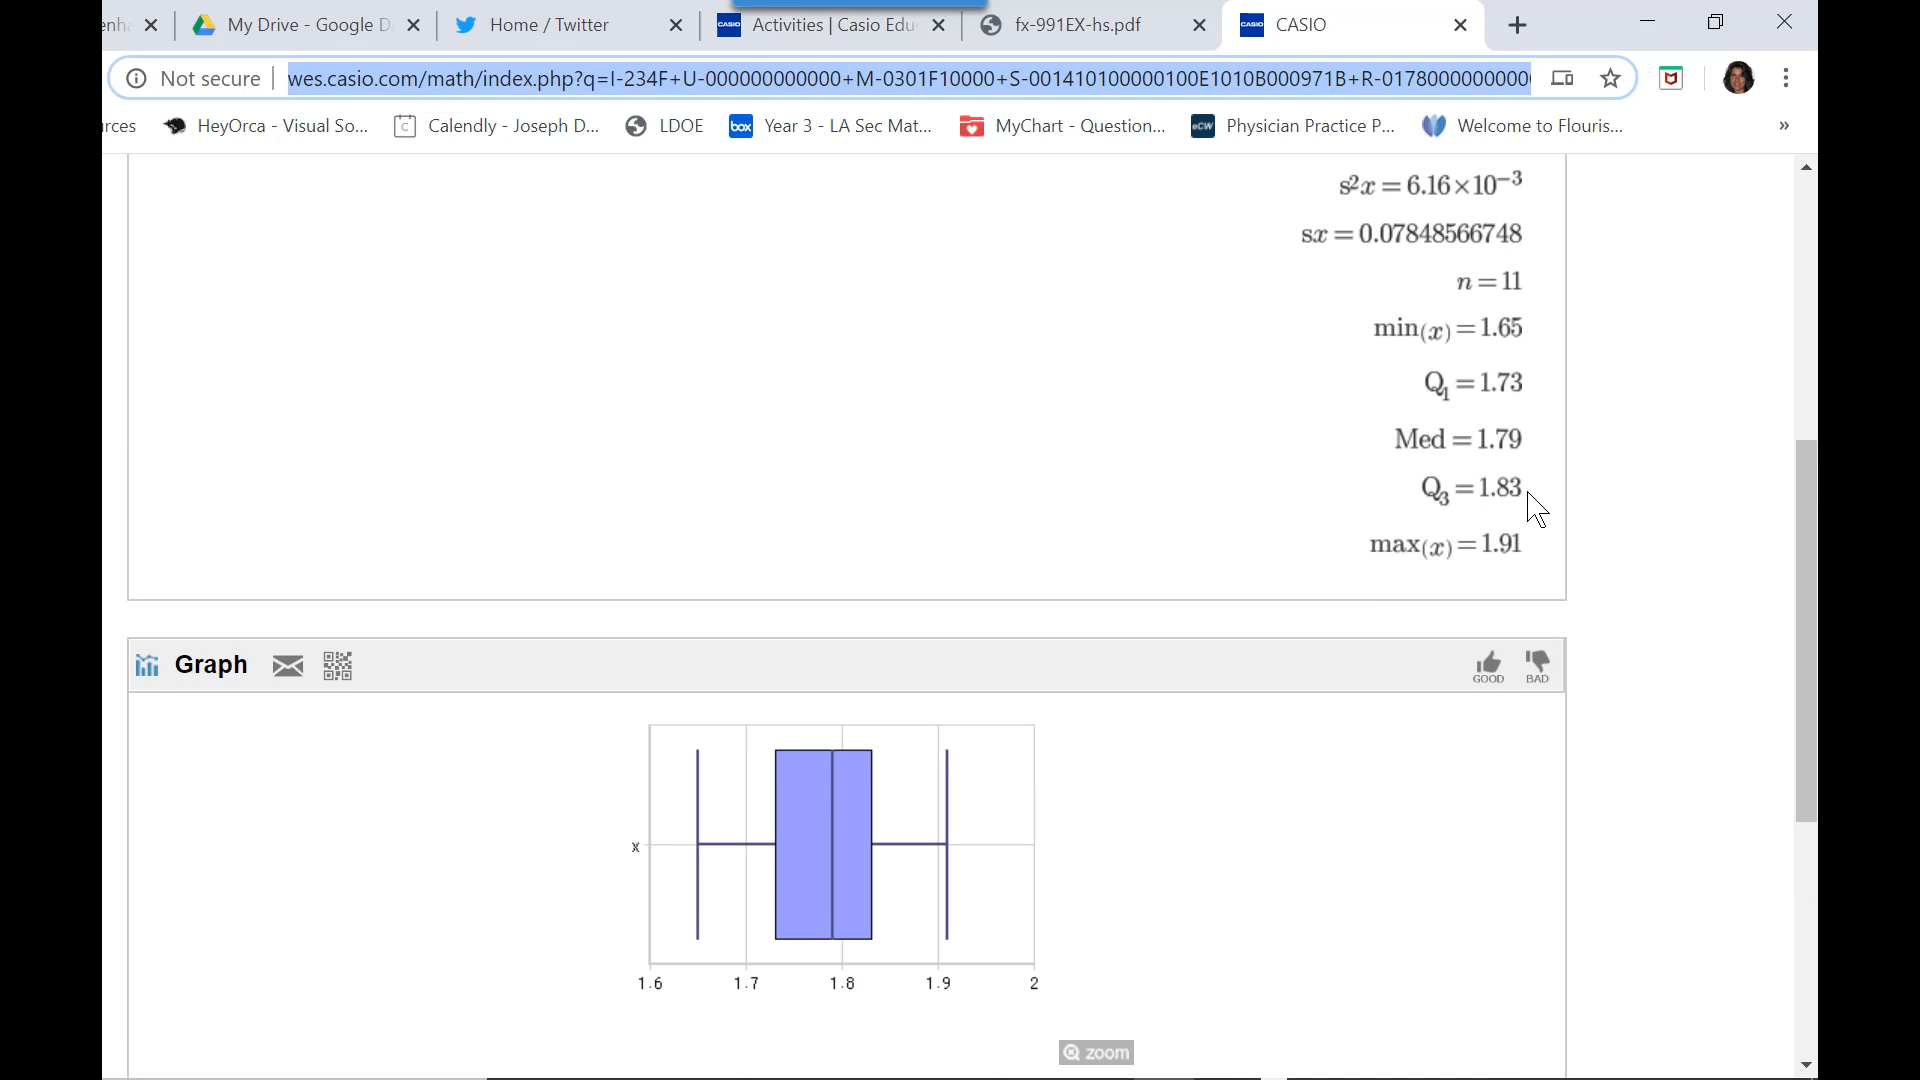 My Drive - Google D
Home / Twitter
CASIO
Activities | Casio Edu
fx-991EX-hs.pdf
CASIO
CASIO
Not secure
wes.casio.com/math/index.php?q=I-234F+U-000000000000+M-0301F10000+S-001410100000100E1010B000971B+R-0178000000000
HeyOrca - Visual So...
C
Calendly - Joseph D...
LDOE
box
Year 3 - LA Sec Mat...
MyChart - Question...
eCW
Physician Practice P...
Welcome to Flouris...
»
s²x = 6.16×10⁻³
sx = 0.07848566748
n = 11
min(x) = 1.65
Q₁ = 1.73
Med = 1.79
Q₃ = 1.83
max(x) = 1.91
Graph
GOOD
BAD
x
1.6 1.7 1.8 1.9 2
zoom